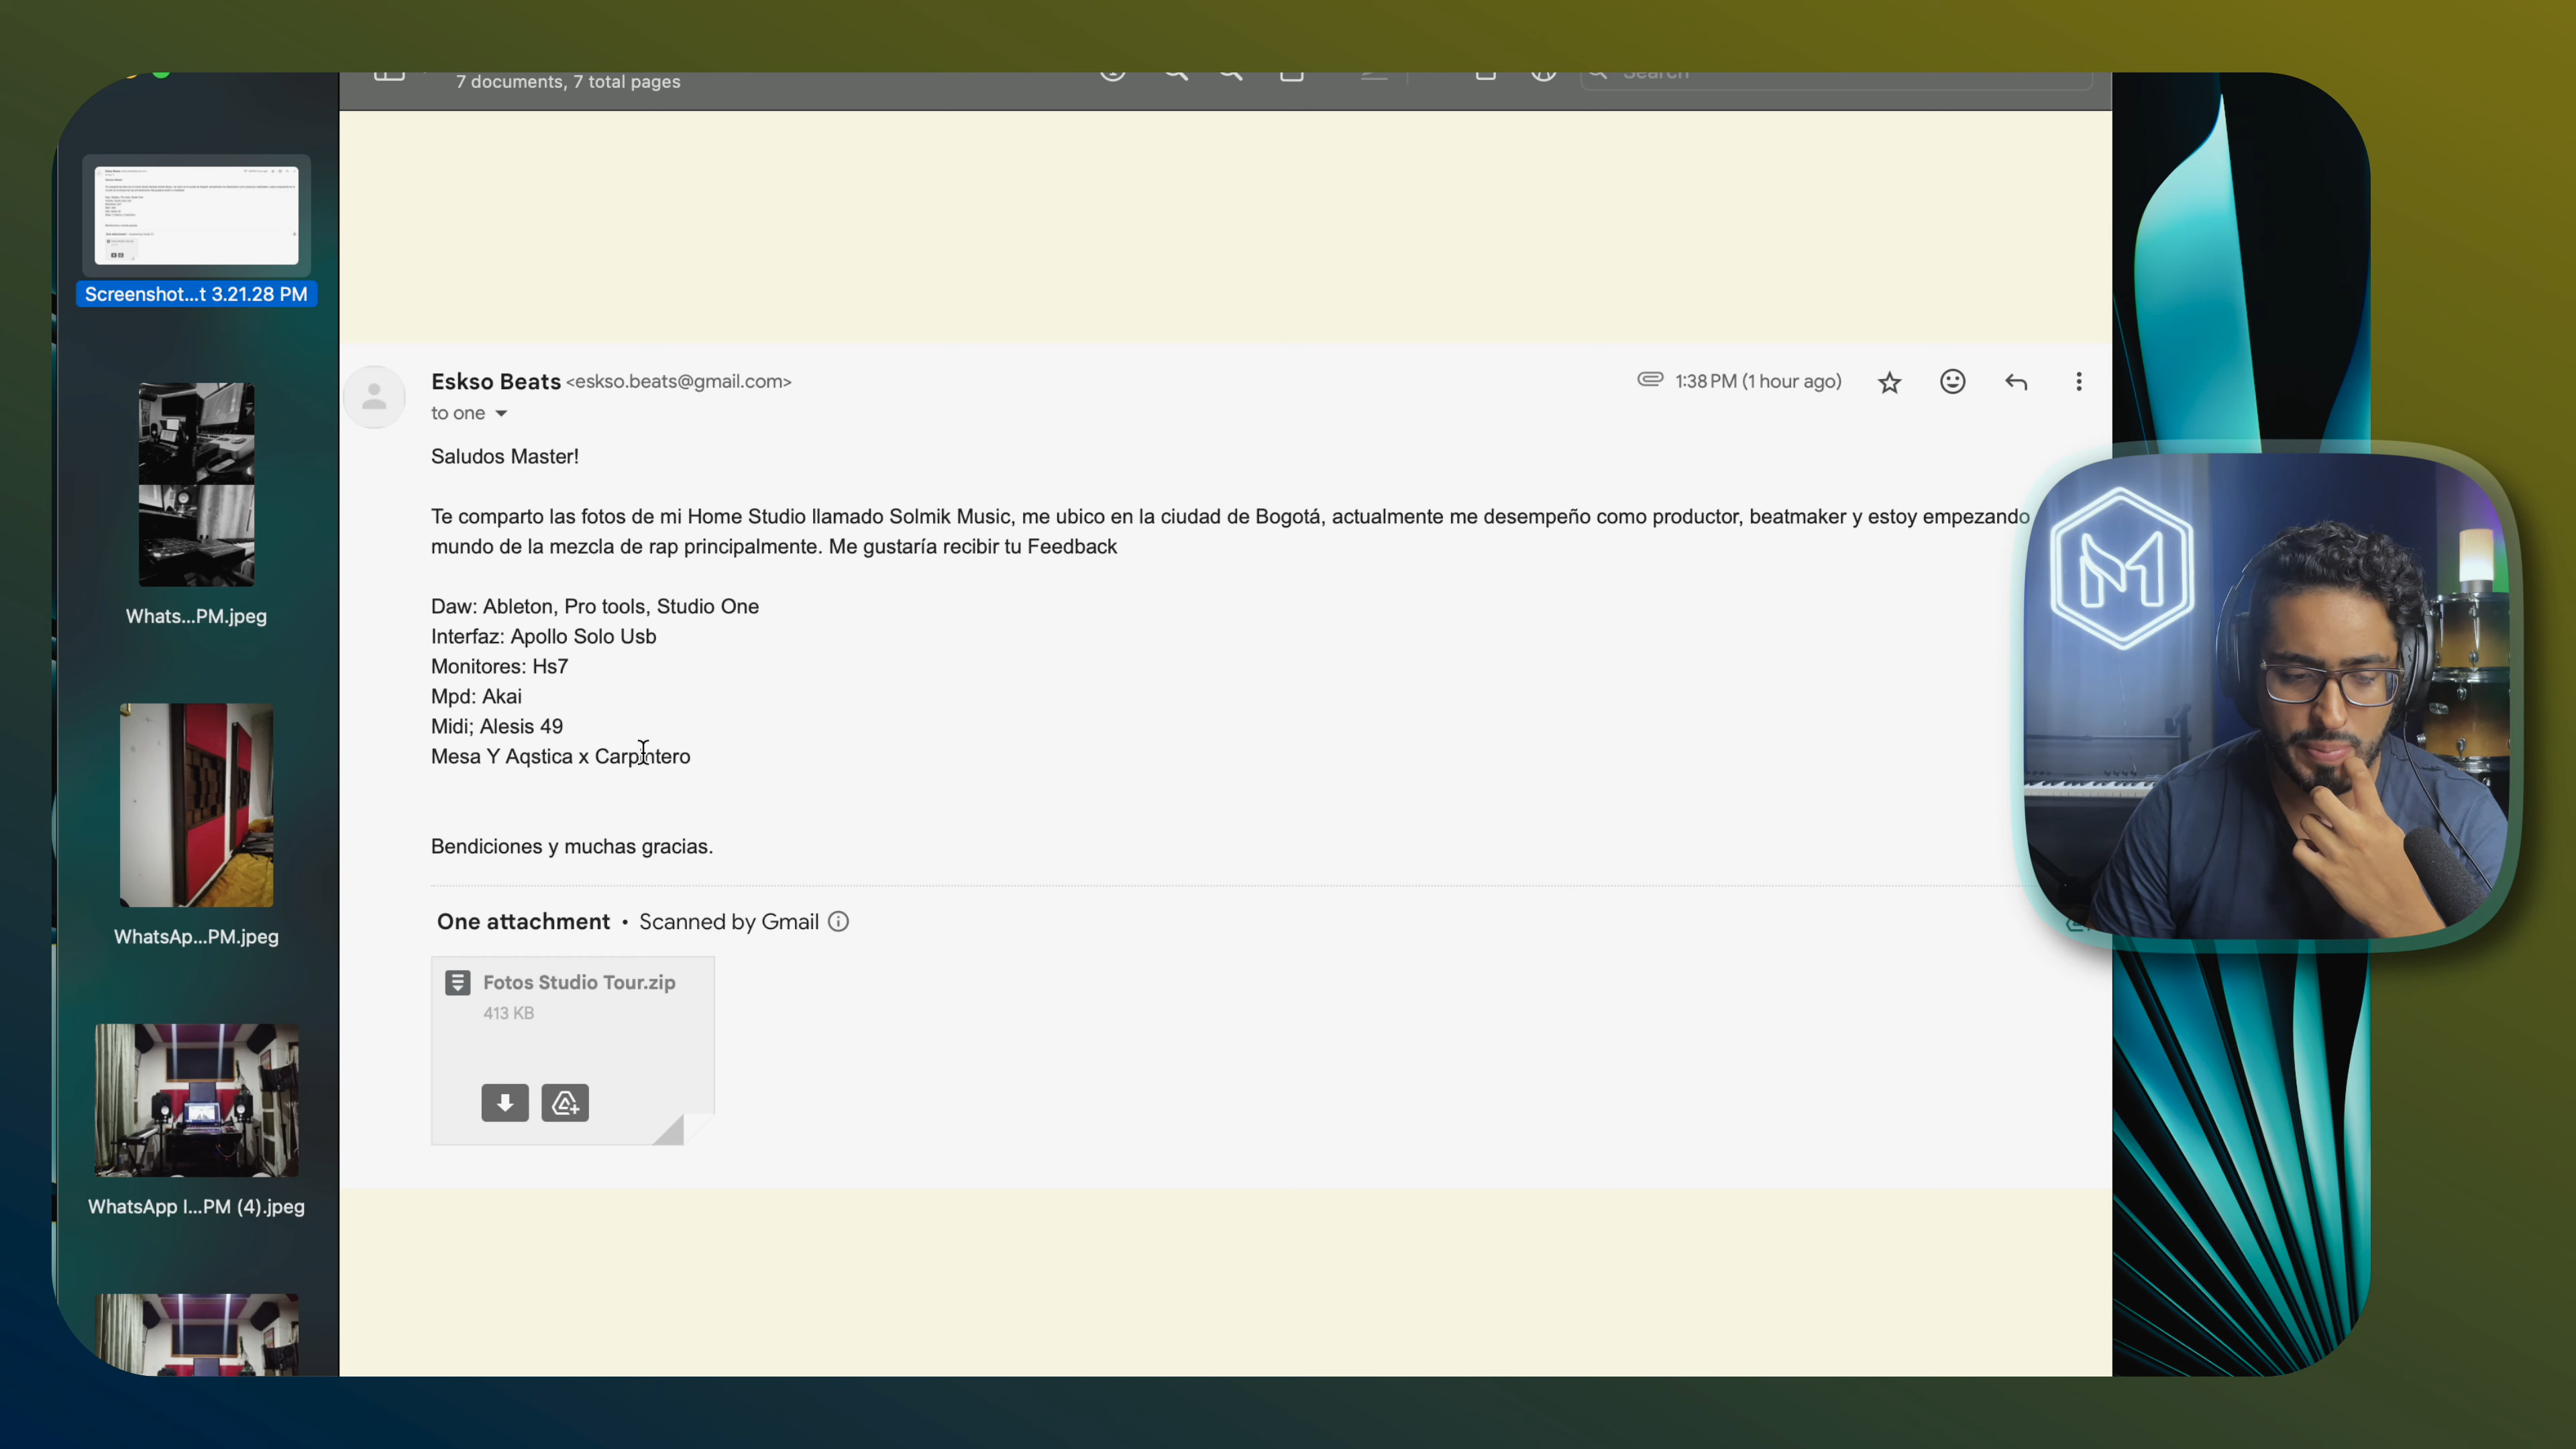 7 documents, 7 total pages
Search
Screenshot...t 3.21.28 PM
Whats...PM.jpeg
WhatsAp...PM.jpeg
WhatsApp I...PM (4).jpeg
Eskso Beats <eskso.beats@gmail.com>
1:38 PM (1 hour ago)
to one
Saludos Master!
Te comparto las fotos de mi Home Studio llamado Solmik Music, me ubico en la ciudad de Bogotá, actualmente me desempeño como productor, beatmaker y estoy empezando
mundo de la mezcla de rap principalmente. Me gustaría recibir tu Feedback
Daw: Ableton, Pro tools, Studio One
Interfaz: Apollo Solo Usb
Monitores: Hs7
Mpd: Akai
Midi; Alesis 49
Mesa Y Aqstica x Carpintero
Bendiciones y muchas gracias.
One attachment • Scanned by Gmail
Fotos Studio Tour.zip
413 KB
M